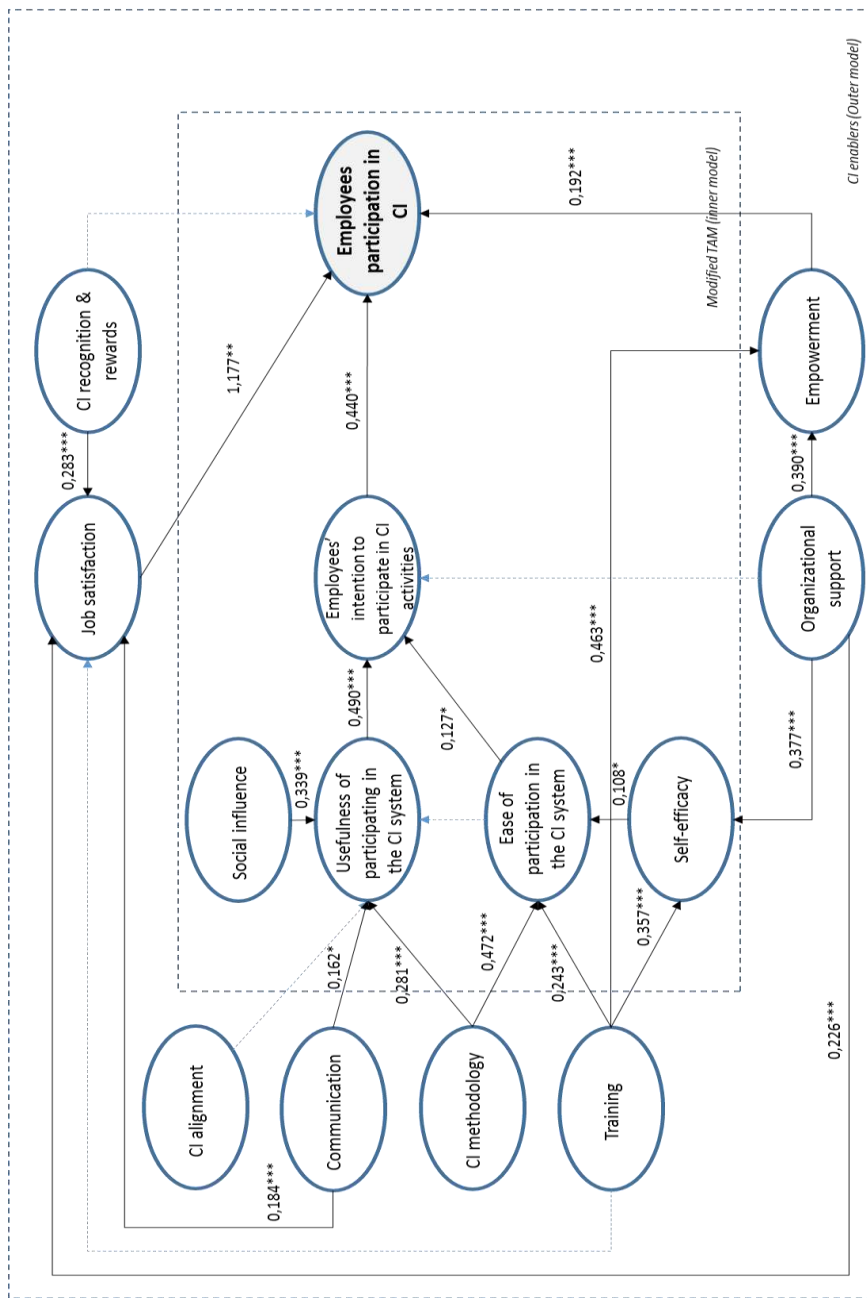 CI recognition &
rewards
0,283***
Job satisfaction
1,177**
0,184***
CI alignment
Social influence
0,339***
Communication
0,162*
Usefulness of
participating in
the CI system
0,490***
Employees'
intention to
participate in CI
activities
0,440***
Employees
participation in
CI
0,281***
0,127*
CI methodology
0,472***
Ease of
participation in
the CI system
0,243***
0,108*
0,463***
0,192***
Training
0,357***
Self-efficacy
Modified TAM (inner model)
0,377***
Organizational
support
0,390***
Empowerment
0,226***
CI enablers (Outer model)